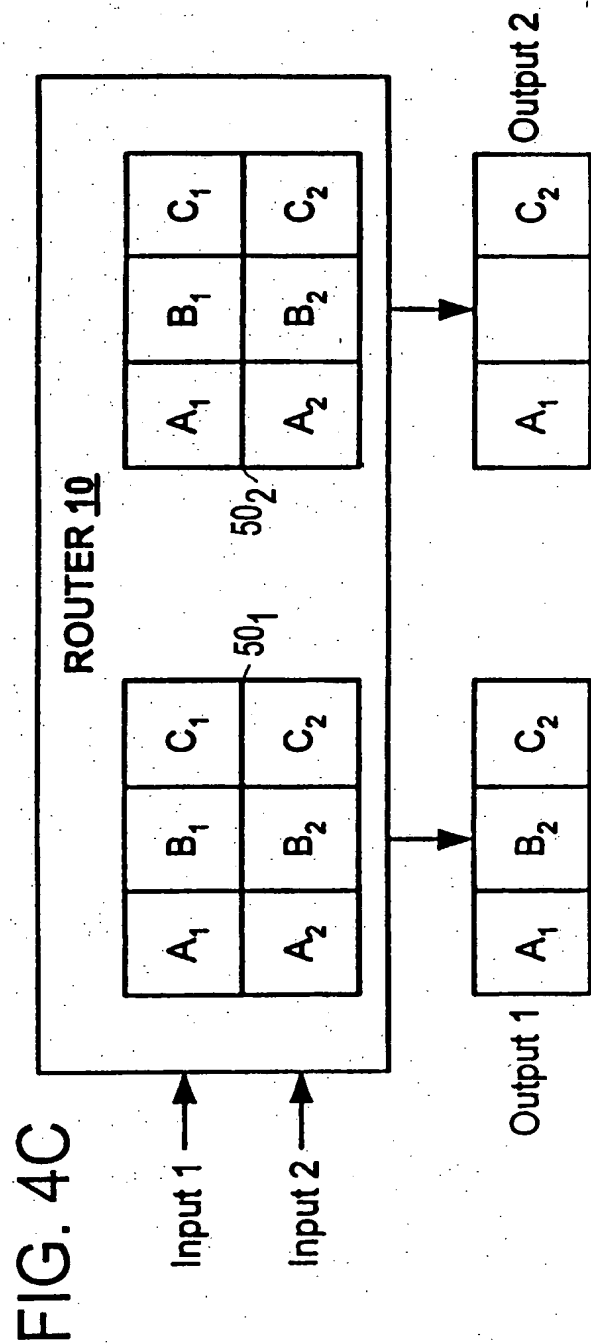 FIG. 4C
ROUTER 10
Input 1
Input 2
A₁ B₁ C₁
A₂ B₂ C₂
50₁
A₁ B₁ C₁
A₂ B₂ C₂
50₂
Output 1
A₁ B₂ C₂
A₁ C₂
Output 2